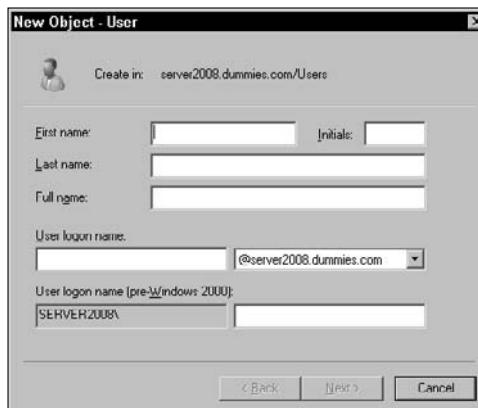 New Object - User
Create in: server2008.dummies.com/Users
First name: Initials:
Last name:
Full name:
User logon name:
@server2008.dummies.com
User logon name (pre-Windows 2000):
SERVER2008\
< Back Next > Cancel